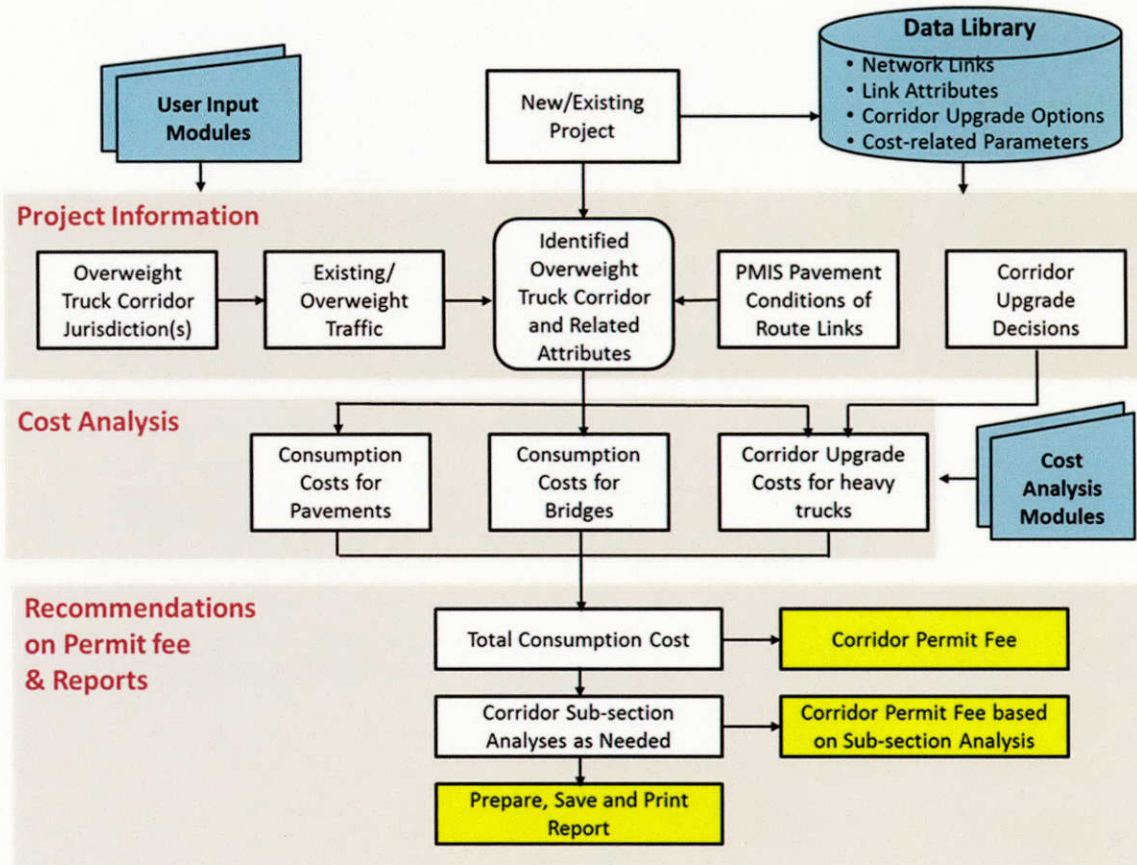 Data Library
• Network Links
• Link Attributes
• Corridor Upgrade Options
• Cost-related Parameters
User Input
Modules
New/Existing
Project
Project Information
Overweight
Truck Corridor
Jurisdiction(s)
Existing/
Overweight
Traffic
Identified
Overweight
Truck Corridor
and Related
Attributes
PMIS Pavement
Conditions of
Route Links
Corridor
Upgrade
Decisions
Cost Analysis
Consumption
Costs for
Pavements
Consumption
Costs for
Bridges
Corridor Upgrade
Costs for heavy
trucks
Cost
Analysis
Modules
Recommendations
on Permit fee
& Reports
Total Consumption Cost
Corridor Permit Fee
Corridor Sub-section
Analyses as Needed
Corridor Permit Fee based
on Sub-section Analysis
Prepare, Save and Print
Report